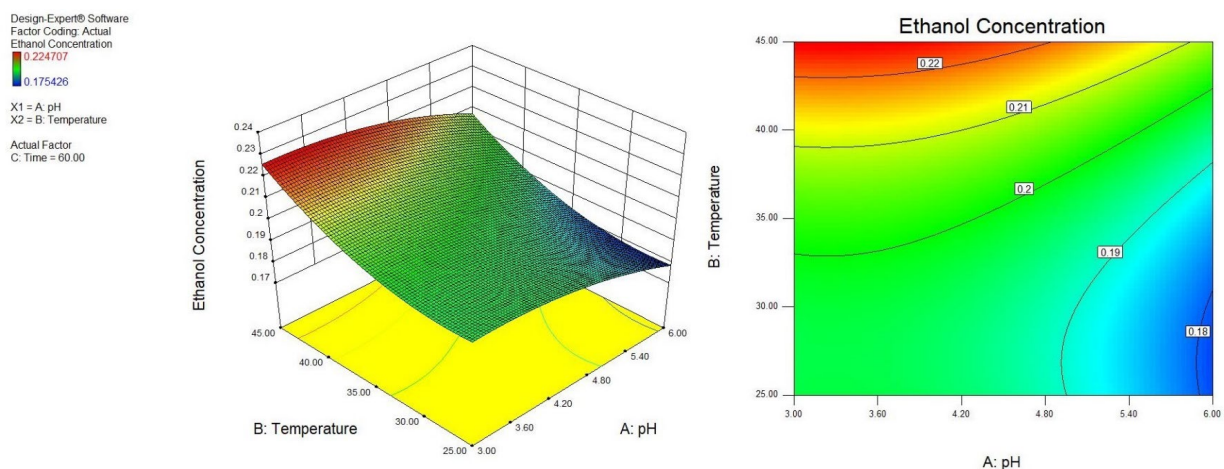 Design-Expert® Software
Factor Coding: Actual
Ethanol Concentration
0.224707
0.175426
X1 = A: pH
X2 = B: Temperature
Actual Factor
C: Time = 60.00
0.24
0.23
0.22
0.21
0.2
0.19
0.18
0.17
Ethanol Concentration
45.00
40.00
35.00
30.00
25.00
B: Temperature
3.00
3.60
4.20
4.80
5.40
6.00
A: pH
Ethanol Concentration
45.00
40.00
35.00
30.00
25.00
B: Temperature
0.22
0.21
0.2
0.19
0.18
3.00 3.60 4.20 4.80 5.40 6.00
A: pH